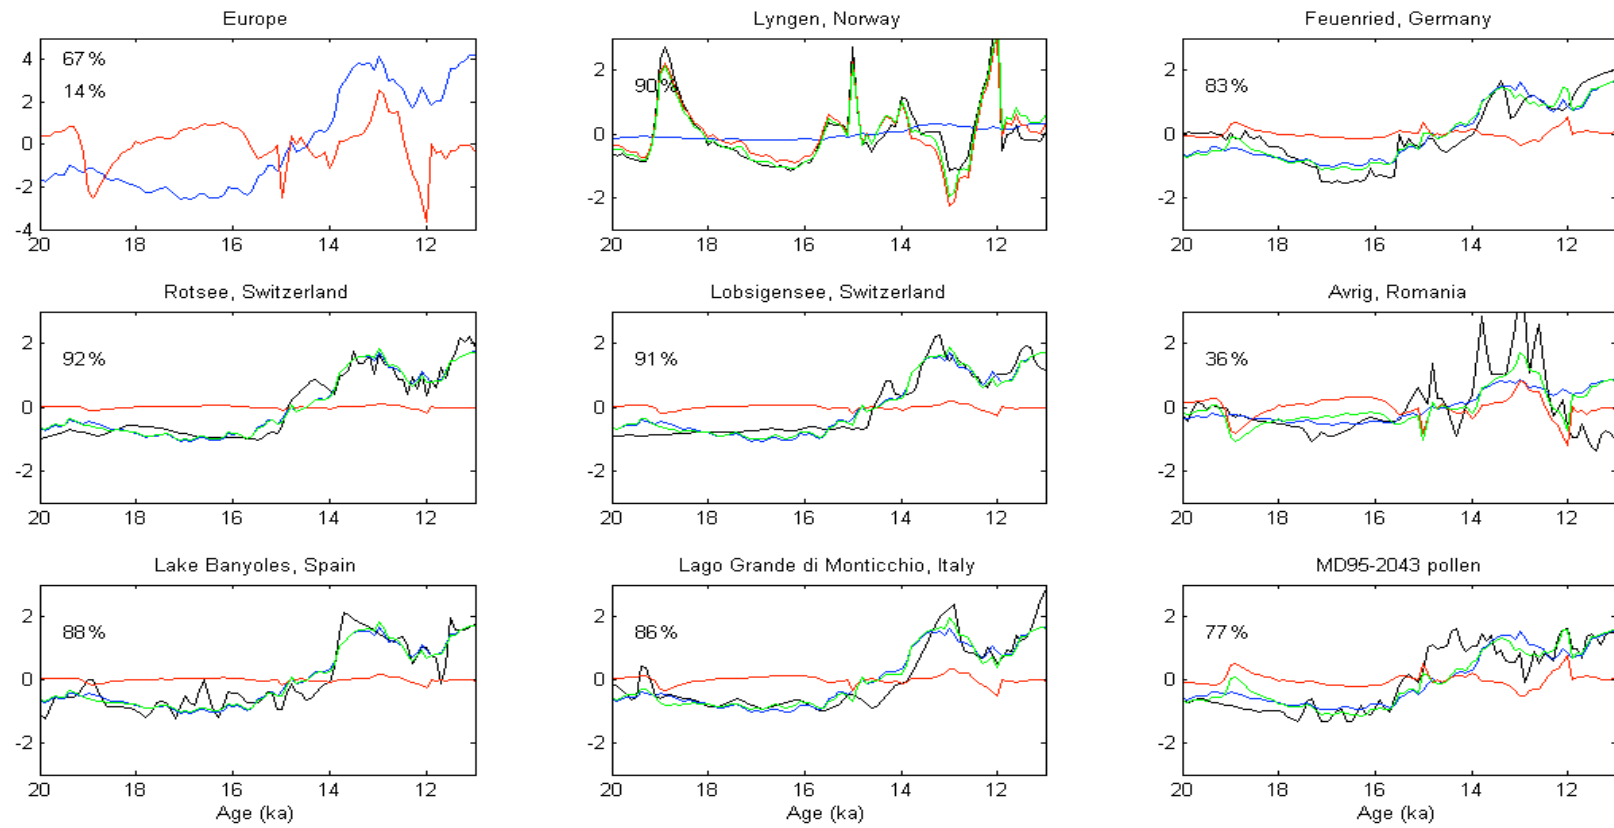 Europe
4
2
0
-2
-4
67%
14%
20 18 16 14 12
Lyngen, Norway
2
0
-2
90%
20 18 16 14 12
Feuenried, Germany
2
0
-2
83%
20 18 16 14 12
Rotsee, Switzerland
2
0
-2
92%
20 18 16 14 12
Lobsigensee, Switzerland
2
0
-2
91%
20 18 16 14 12
Avrig, Romania
2
0
-2
36%
20 18 16 14 12
Lake Banyoles, Spain
2
0
-2
88%
20 18 16 14 12
Age (ka)
Lago Grande di Monticchio, Italy
2
0
-2
86%
20 18 16 14 12
Age (ka)
MD95-2043 pollen
2
0
-2
77%
20 18 16 14 12
Age (ka)